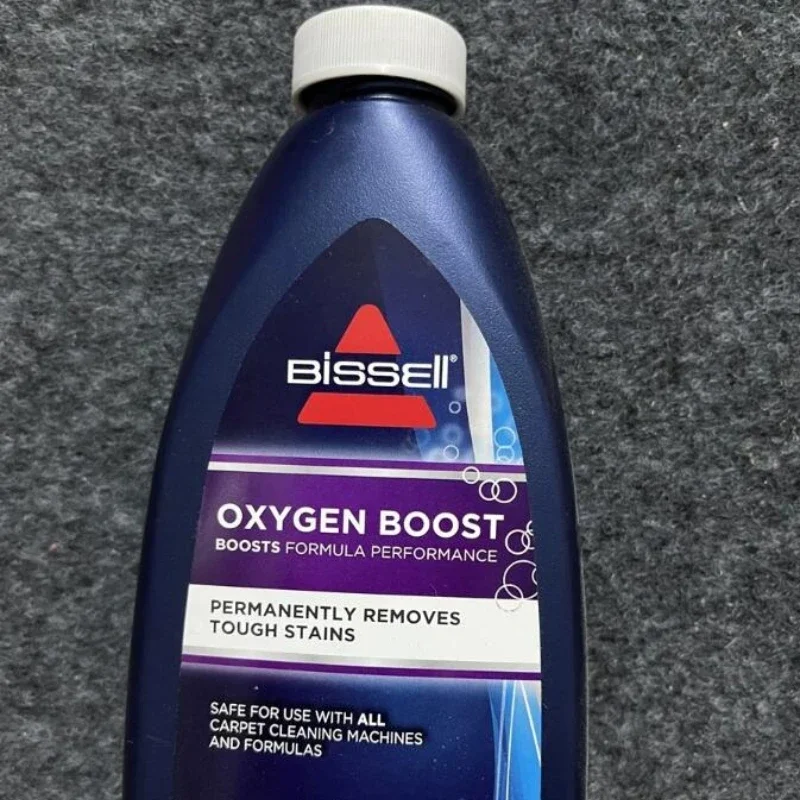 BISSELL®
OXYGEN BOOST
BOOSTS FORMULA PERFORMANCE
PERMANENTLY REMOVES
TOUGH STAINS
SAFE FOR USE WITH ALL
CARPET CLEANING MACHINES
AND FORMULAS